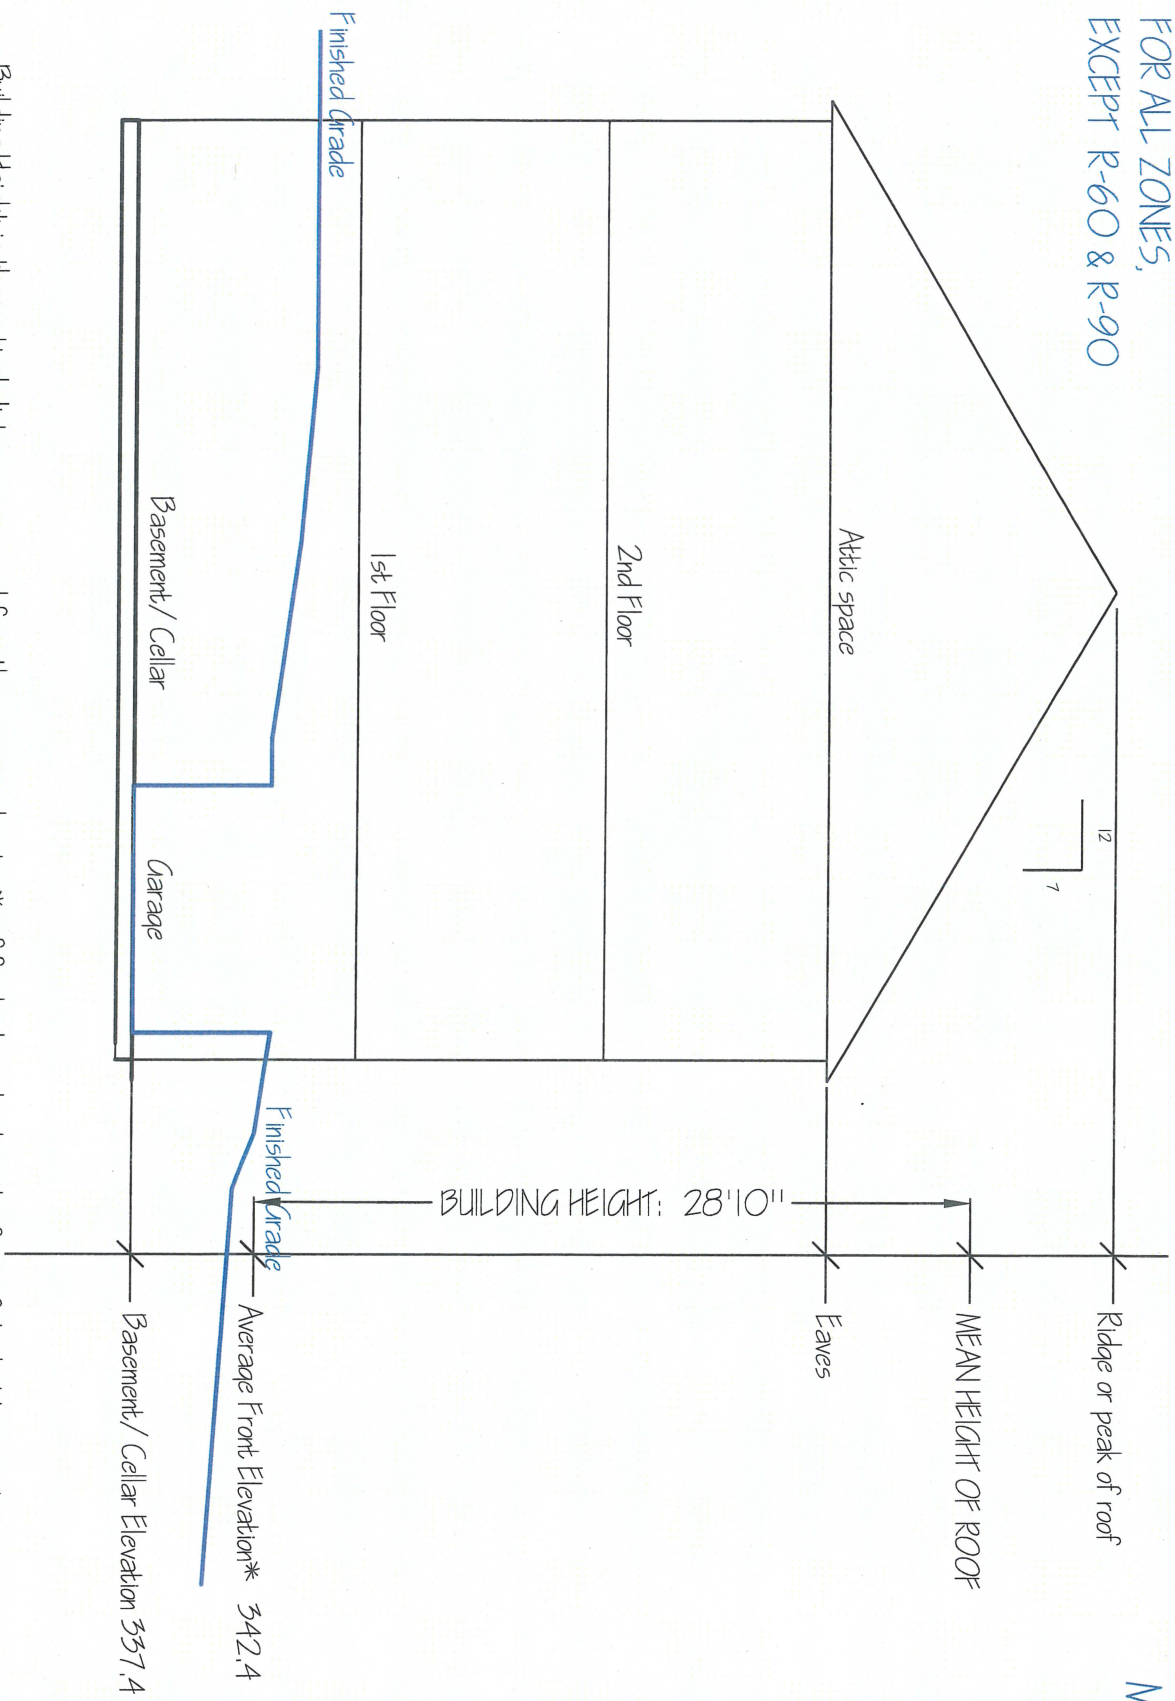 FOR ALL ZONES,
EXCEPT R-60 & R-90
Ridge or peak of roof
12
7
MEAN HEIGHT OF ROOF
Attic space
Eaves
2nd Floor
BUILDING HEIGHT: 28'10"
1st Floor
Finished Grade
Finished Grade
Average Front Elevation* 342.4
Basement/ Cellar
Garage
Basement/ Cellar Elevation 337.4